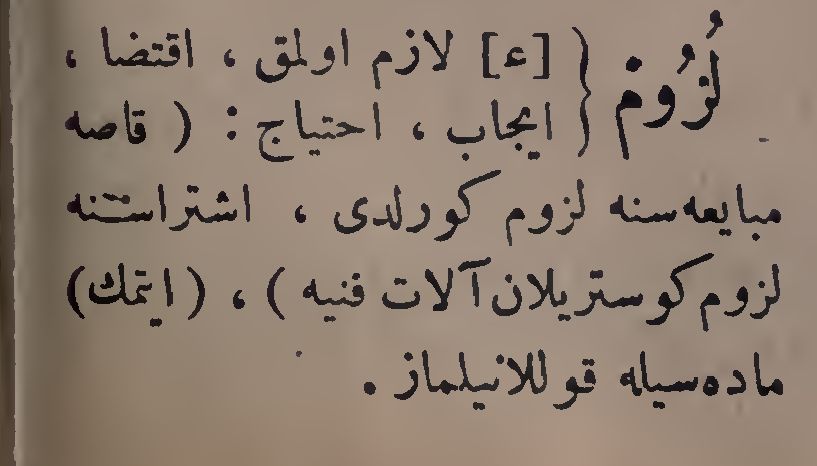 لُزُوم { [ء] لازم اولمق ، اقتضا ،
ايجاب ، احتياج : ( قاصه
مبايعه‌سنه لزوم كورلدى ، اشتراسنه
لزوم كوستريلان آلات فنيه ) ، ( ايتمك )
ماده‌سيله قوللانيلماز .